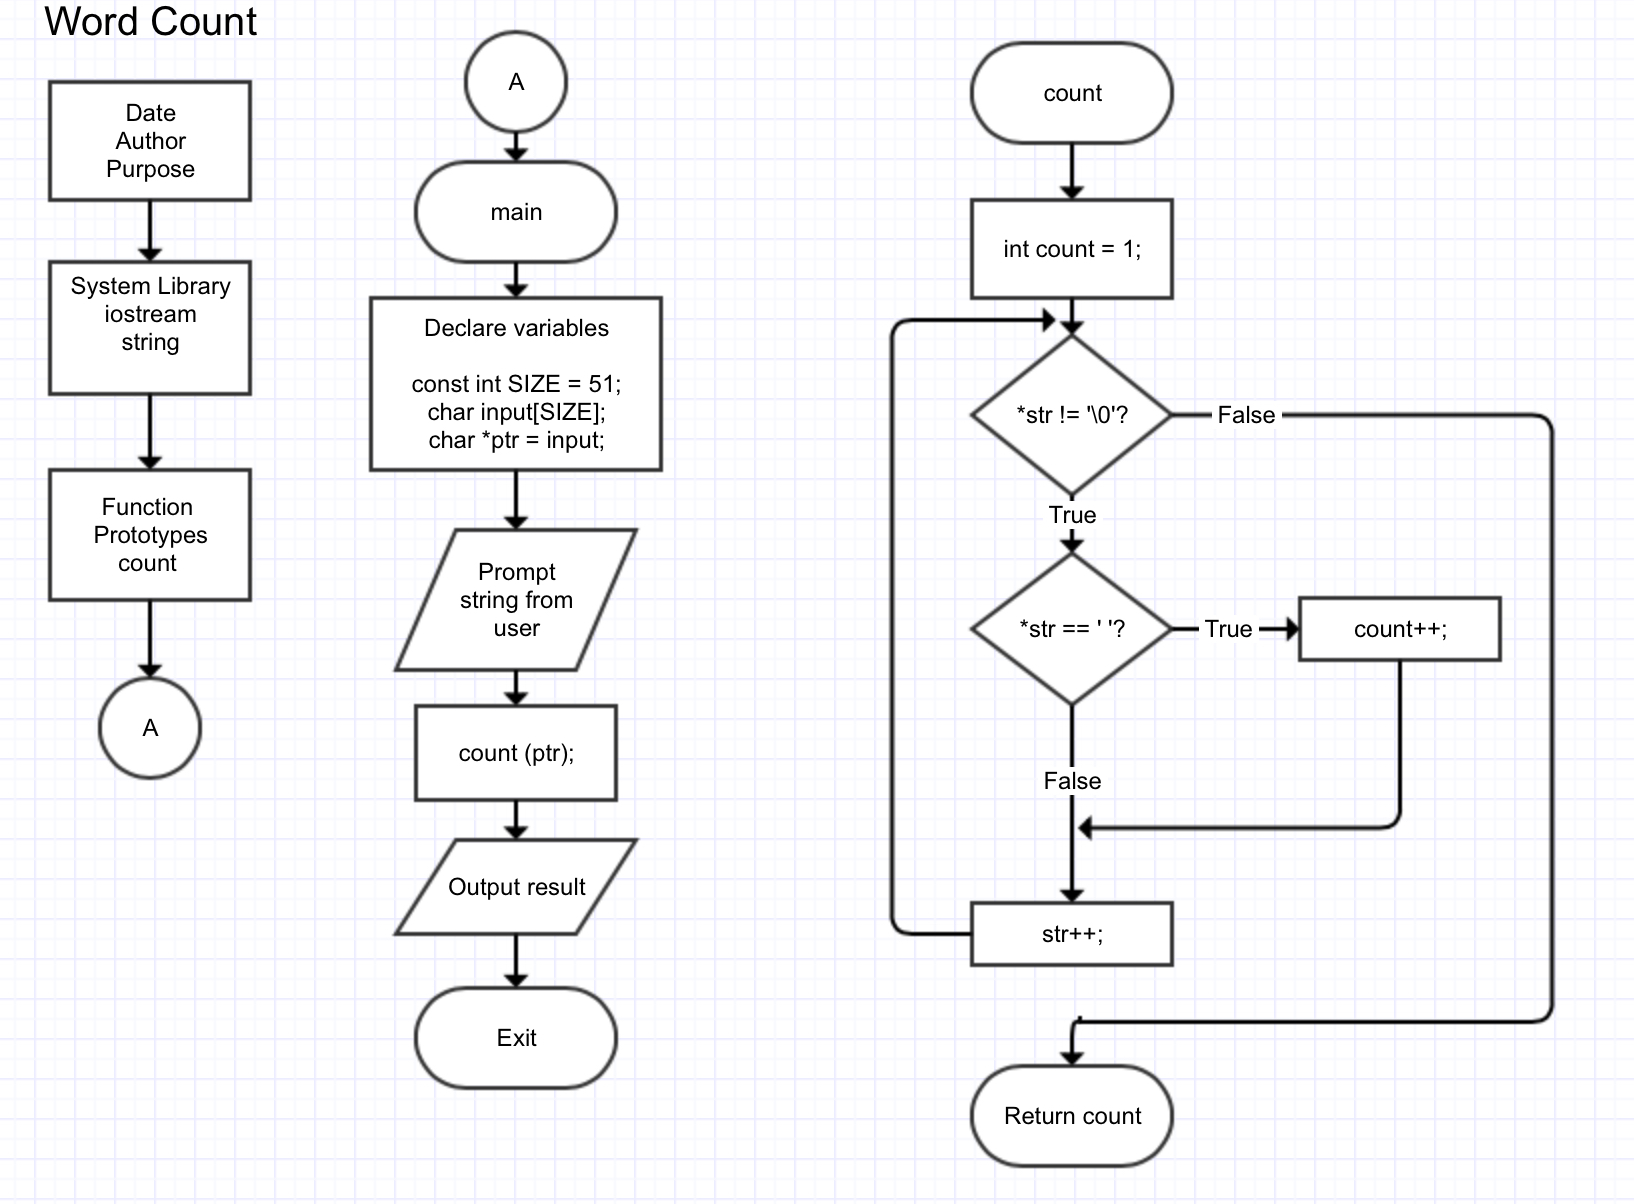 Word Count
Date
Author
Purpose
System Library
iostream
string
Function
Prototypes
count
A
A
main
Declare variables
const int SIZE = 51;
char input[SIZE];
char *ptr = input;
Prompt
string from
user
count (ptr);
Output result
Exit
count
int count = 1;
*str != '\0'?
False
True
*str == ' '?
True
count++;
False
str++;
Return count